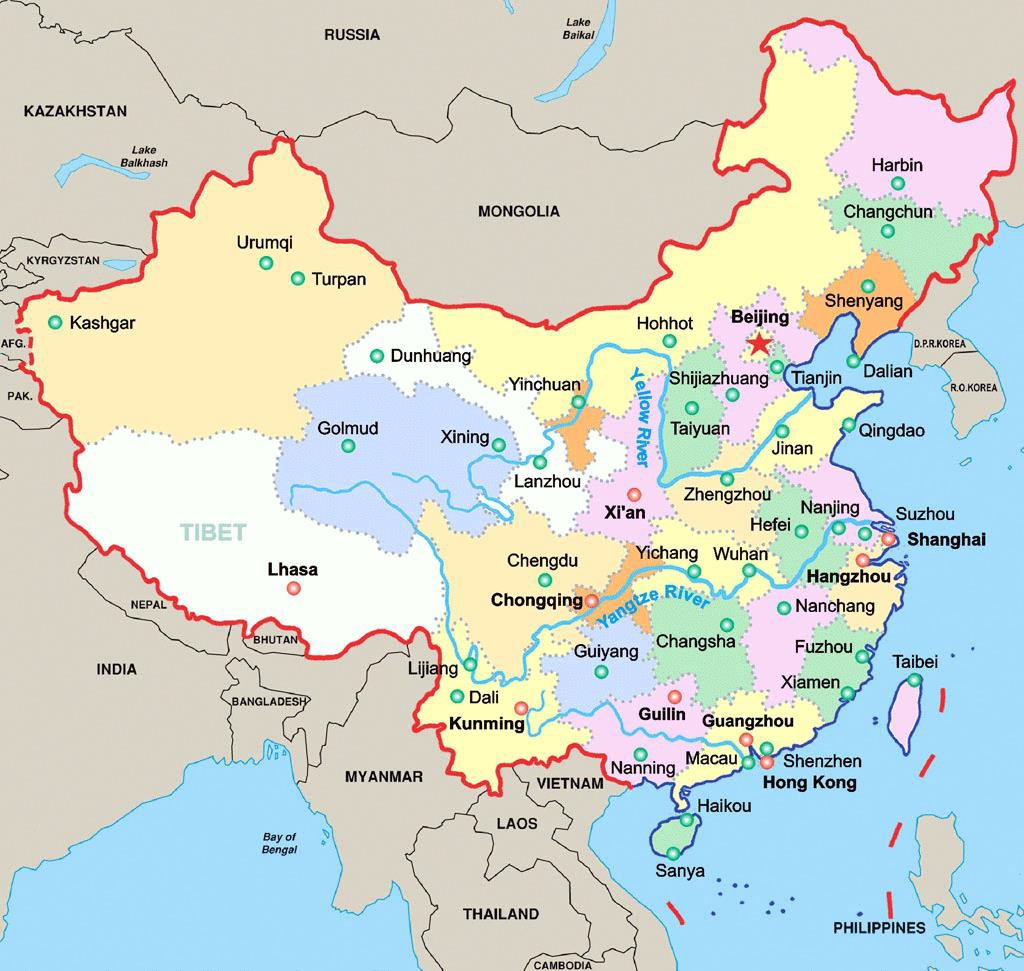 RUSSIA
Lake
Baikal
KAZAKHSTAN
Lake
Balkhash
Harbin
MONGOLIA
Changchun
Urumqi
KYRGYZSTAN
Turpan
Shenyang
Kashgar
Hohhot
Beijing
AFG.
Dunhuang
D.P.R.KOREA
Dalian
Tianjin
Shijiazhuang
Yinchuan
PAK.
R.O.KOREA
Yellow River
Golmud
Xining
Taiyuan
Qingdao
Jinan
Lanzhou
Zhengzhou
Xi'an
Nanjing
Suzhou
Hefei
TIBET
Shanghai
Yichang
Wuhan
Chengdu
Lhasa
Hangzhou
Chongqing
Yangtze River
NEPAL
Nanchang
BHUTAN
Changsha
Guiyang
Fuzhou
INDIA
Lijiang
Taibei
Xiamen
Dali
BANGLADESH
Kunming
Guilin
Guangzhou
Macau
Shenzhen
Nanning
MYANMAR
VIETNAM
Hong Kong
Haikou
LAOS
Bay of
Bengal
Sanya
THAILAND
PHILIPPINES
CAMBODIA